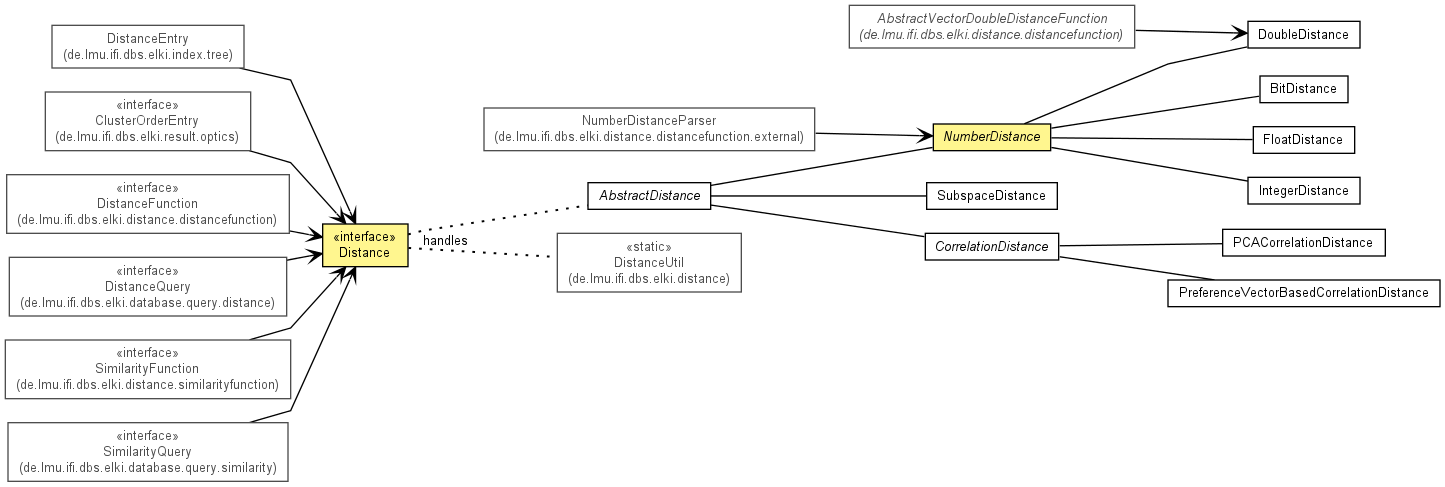 DistanceEntry
(de.lmu.ifi.dbs.elki.index.tree)
«interface»
ClusterOrderEntry
(de.lmu.ifi.dbs.elki.result.optics)
«interface»
DistanceFunction
(de.lmu.ifi.dbs.elki.distance.distancefunction)
«interface»
DistanceQuery
(de.lmu.ifi.dbs.elki.database.query.distance)
«interface»
SimilarityFunction
(de.lmu.ifi.dbs.elki.distance.similarityfunction)
«interface»
SimilarityQuery
(de.lmu.ifi.dbs.elki.database.query.similarity)
«interface»
Distance
handles
NumberDistanceParser
(de.lmu.ifi.dbs.elki.distance.distancefunction.external)
AbstractDistance
«static»
DistanceUtil
(de.lmu.ifi.dbs.elki.distance)
AbstractVectorDoubleDistanceFunction
(de.lmu.ifi.dbs.elki.distance.distancefunction)
NumberDistance
SubspaceDistance
CorrelationDistance
DoubleDistance
BitDistance
FloatDistance
IntegerDistance
PCACorrelationDistance
PreferenceVectorBasedCorrelationDistance